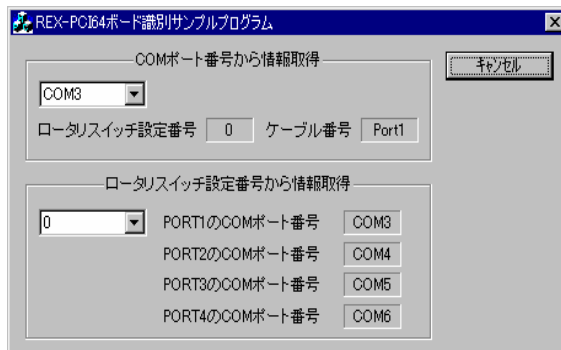 REX-PCI64ボード識別サンプルプログラム
COMポート番号から情報取得
キャンセル
COM3
ロータリスイッチ設定番号 0 ケーブル番号 Port1
ロータリスイッチ設定番号から情報取得
0 PORT1のCOMポート番号 COM3
PORT2のCOMポート番号 COM4
PORT3のCOMポート番号 COM5
PORT4のCOMポート番号 COM6